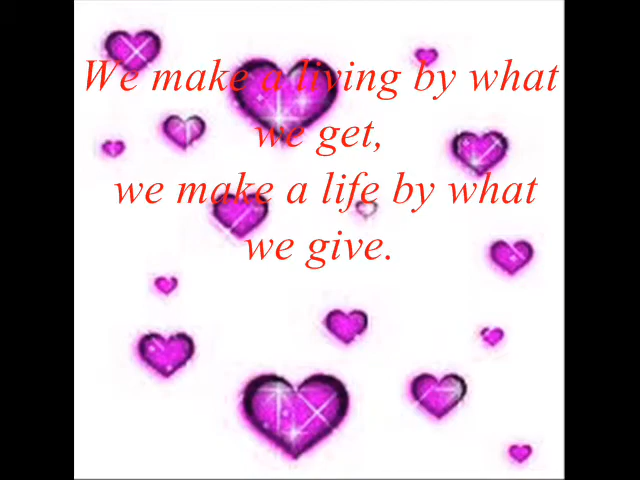 We make a living by what
we get,
we make a life by what
we give.